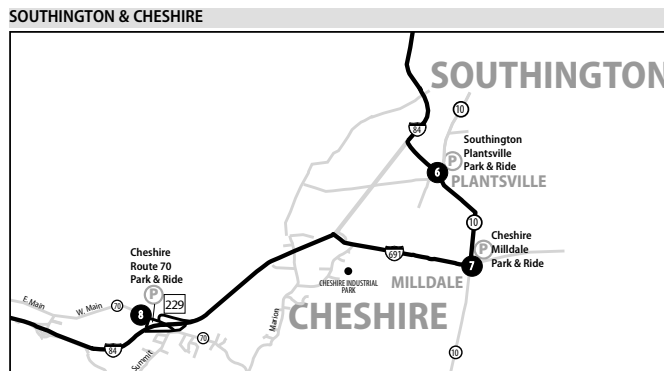 SOUTHINGTON & CHESHIRE
SOUTHINGTON
10
84
Southington
Plantsville
Park & Ride
P
6
PLANTSVILLE
10
Cheshire
Milldale
Park & Ride
P
691
7
MILLDALE
CHESHIRE INDUSTRIAL
PARK
CHESHIRE
Cheshire
Route 70
Park & Ride
P
229
E. Main
W. Main
70
8
70
Marion
84
Summit
10